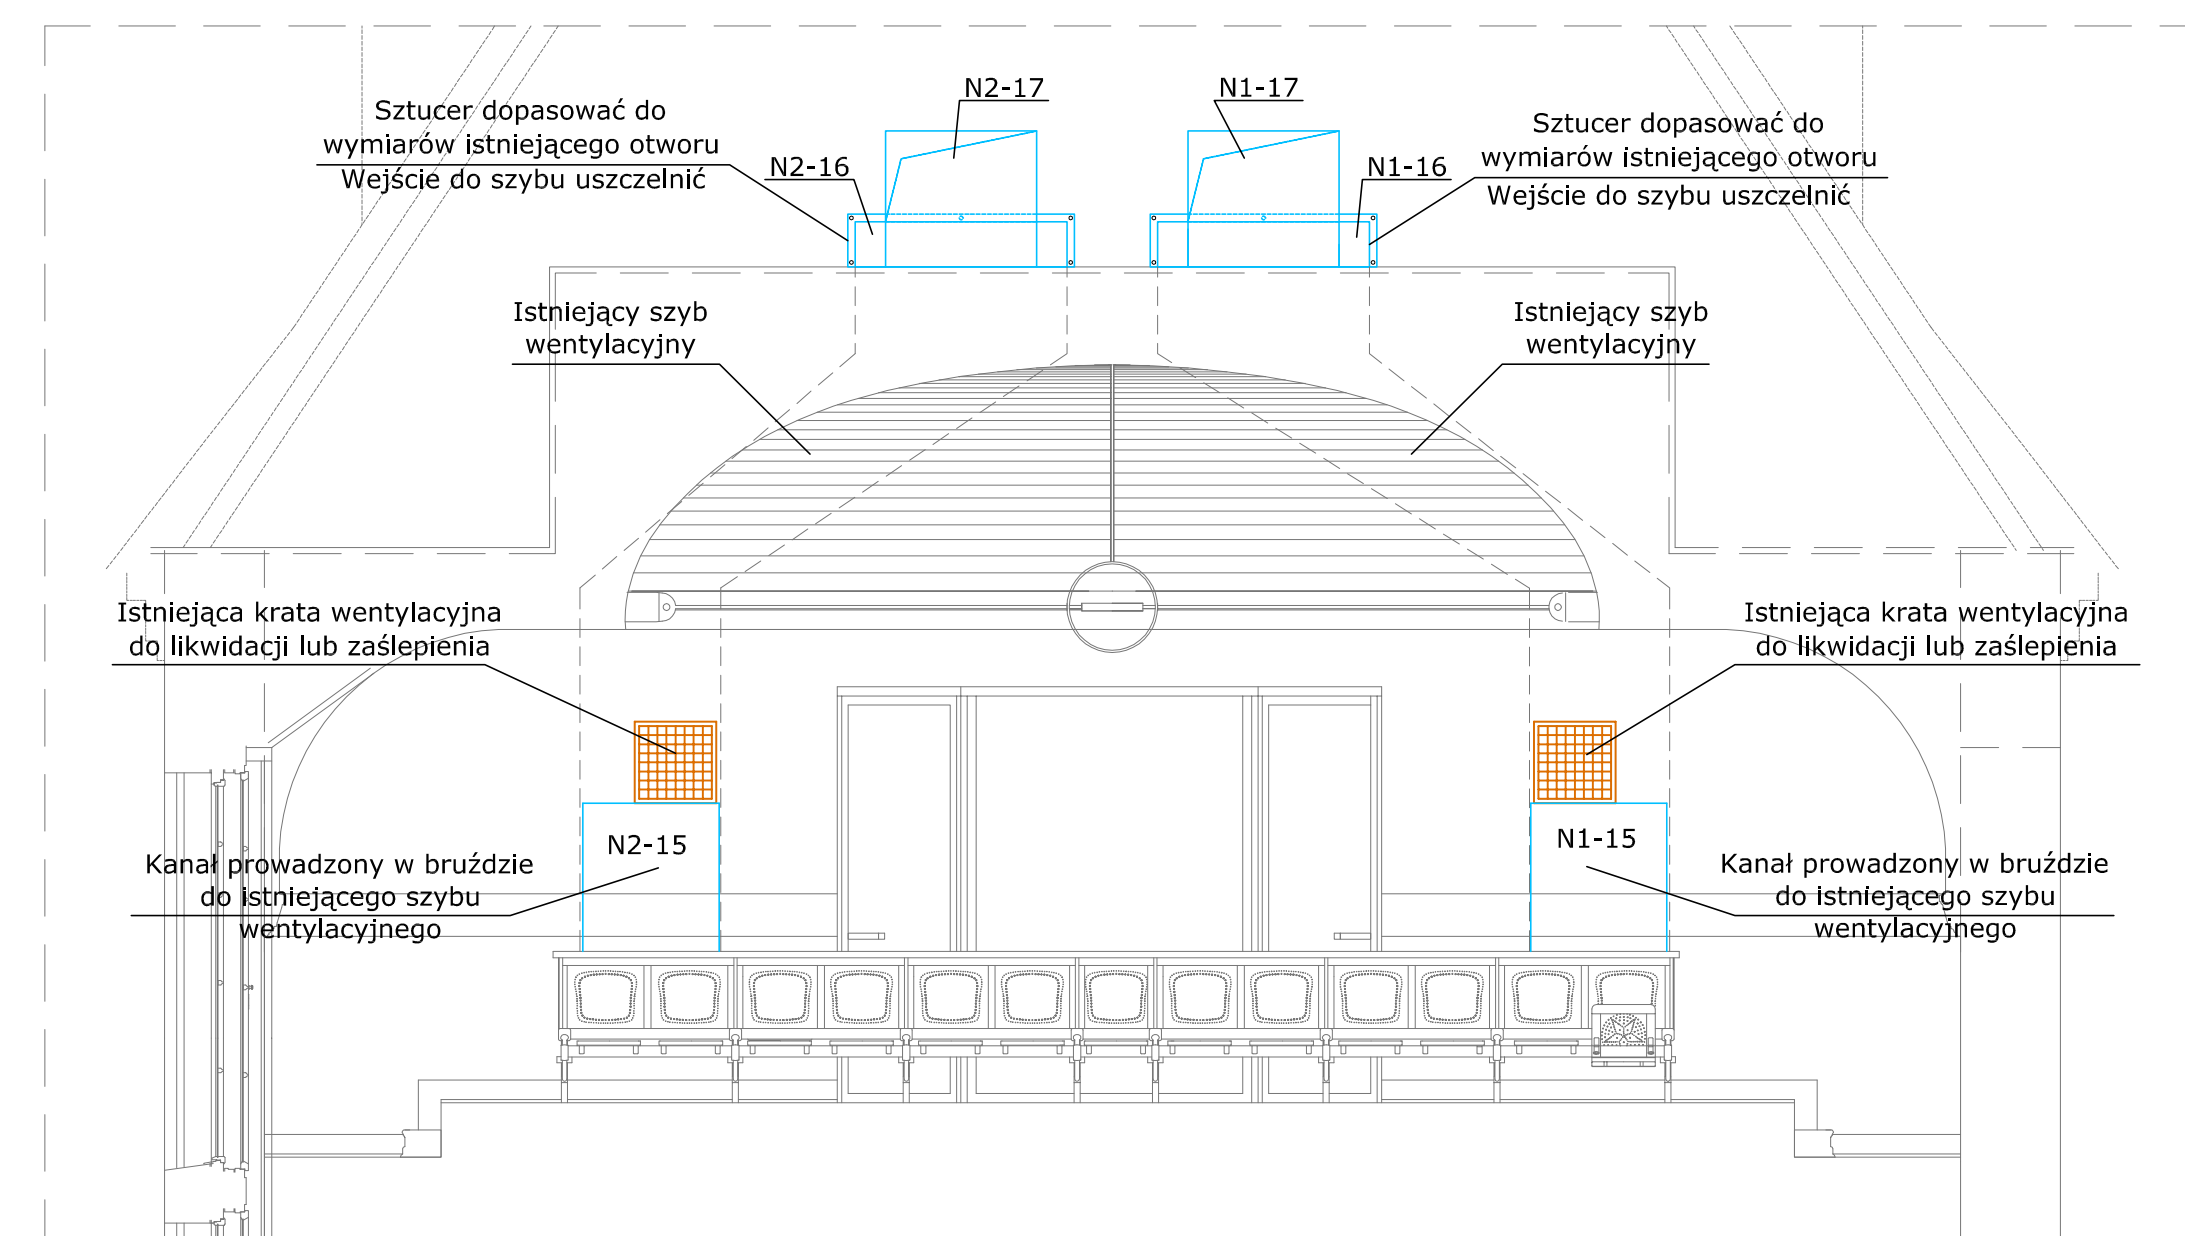 N2-17
N1-17
Sztucer dopasować do
wymiarów istniejącego otworu
Wejście do szybu uszczelnić
N2-16
N1-16
Sztucer dopasować do
wymiarów istniejącego otworu
Wejście do szybu uszczelnić
Istniejący szyb
wentylacyjny
Istniejący szyb
wentylacyjny
Istniejąca krata wentylacyjna
do likwidacji lub zaślepienia
Istniejąca krata wentylacyjna
do likwidacji lub zaślepienia
N2-15
N1-15
Kanał prowadzony w bruździe
do istniejącego szybu
wentylacyjnego
Kanał prowadzony w bruździe
do istniejącego szybu
wentylacyjnego